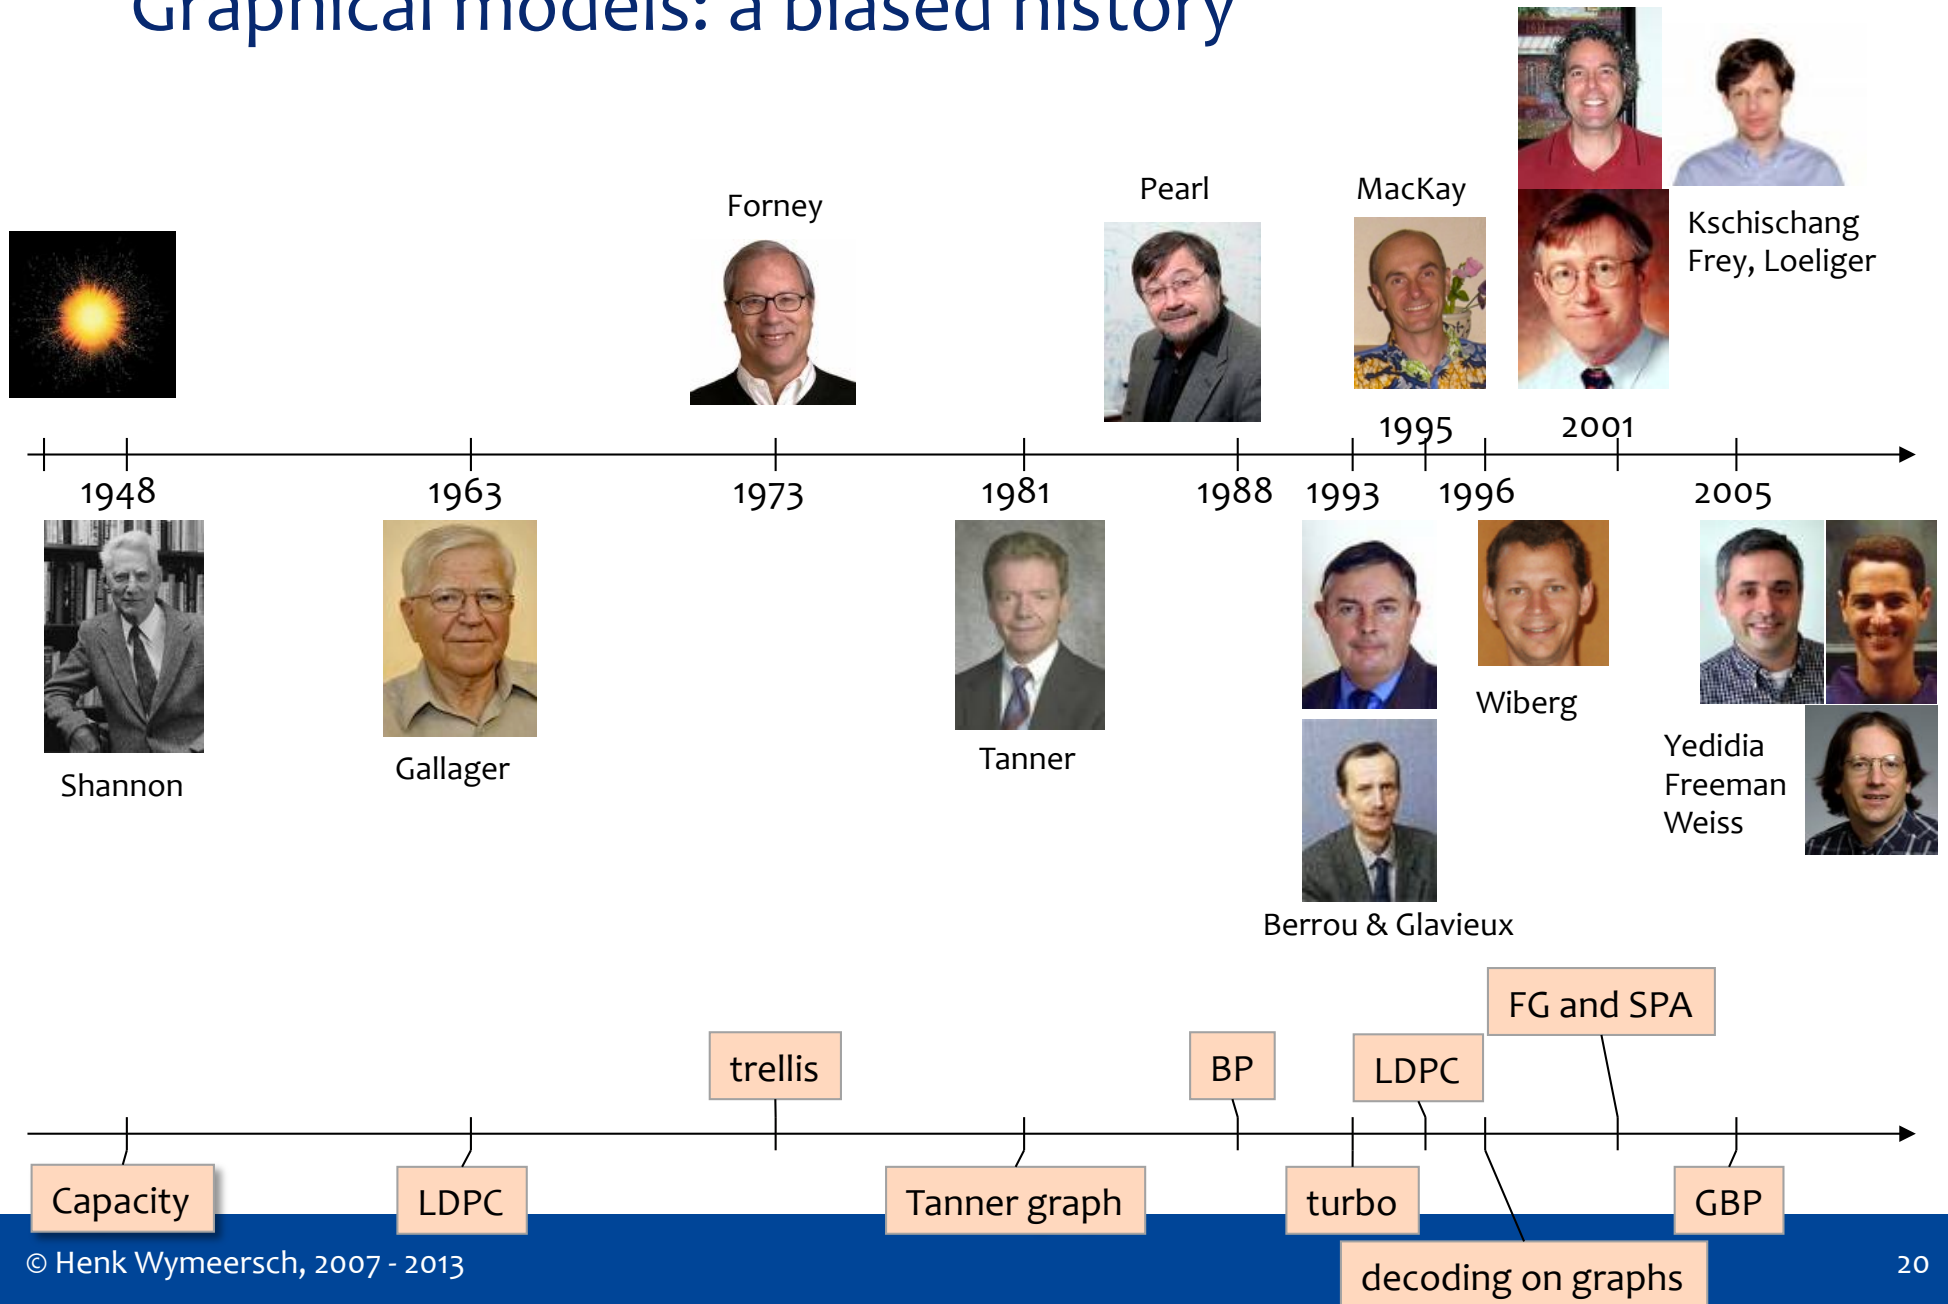 Graphical models: a biased history
Forney
Pearl
MacKay
Kschischang
Frey, Loeliger
1995
2001
1948
1963
1973
1981
1988
1993
1996
2005
Shannon
Gallager
Tanner
Wiberg
Yedidia
Freeman
Weiss
Berrou & Glavieux
FG and SPA
trellis
BP
LDPC
Capacity
LDPC
Tanner graph
turbo
GBP
decoding on graphs
© Henk Wymeersch, 2007 - 2013
20